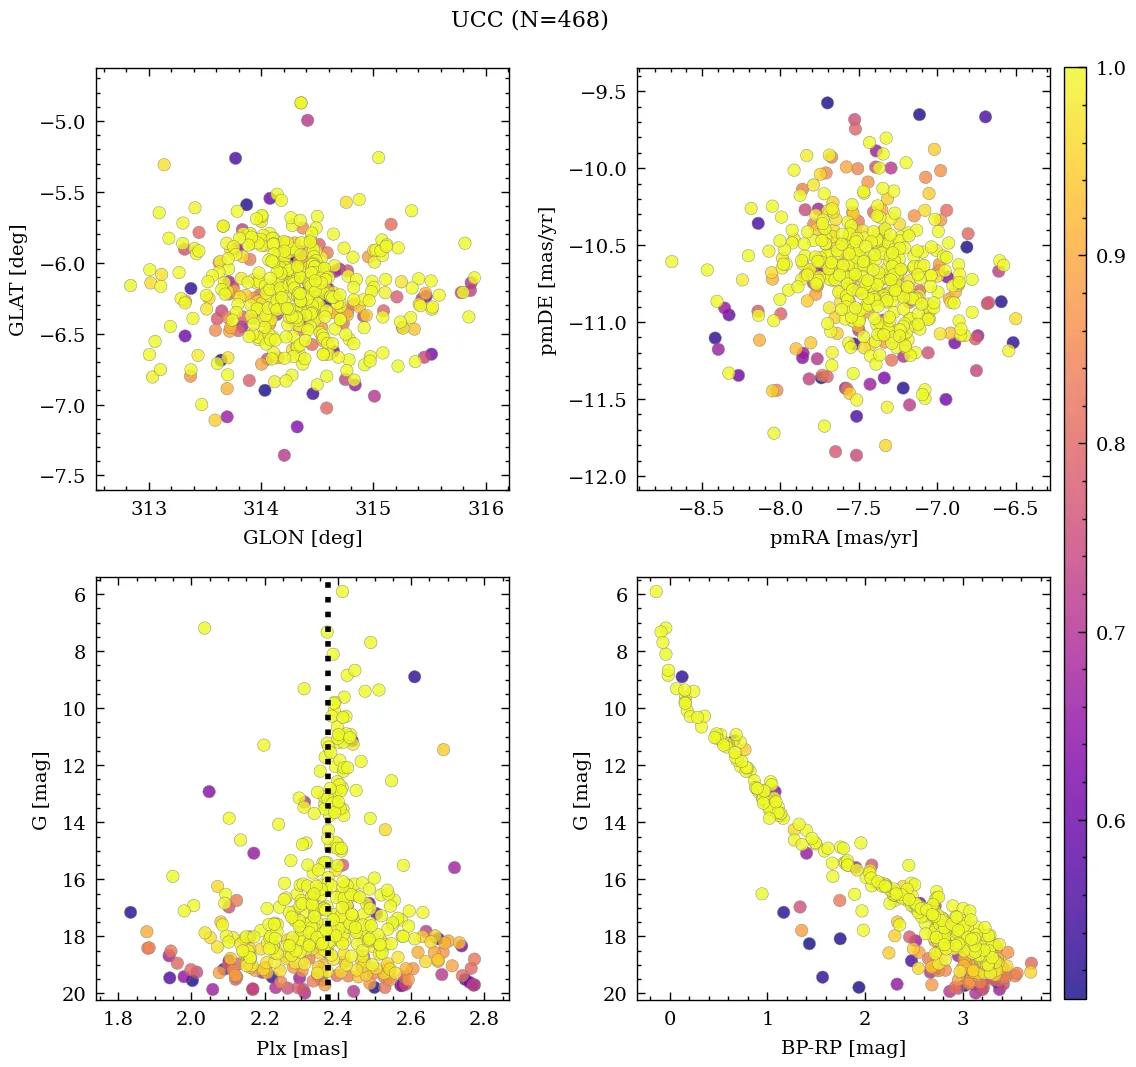 UCC (N=468)
−5.0
−5.5
−6.0
−6.5
−7.0
−7.5
GLAT [deg]
313 314 315 316
GLON [deg]
−9.5
−10.0
−10.5
−11.0
−11.5
−12.0
pmDE [mas/yr]
−8.5 −8.0 −7.5 −7.0 −6.5
pmRA [mas/yr]
1.0
0.9
0.8
0.7
0.6
6
8
10
12
14
16
18
20
G [mag]
1.8 2.0 2.2 2.4 2.6 2.8
Plx [mas]
6
8
10
12
14
16
18
20
G [mag]
0 1 2 3
BP-RP [mag]